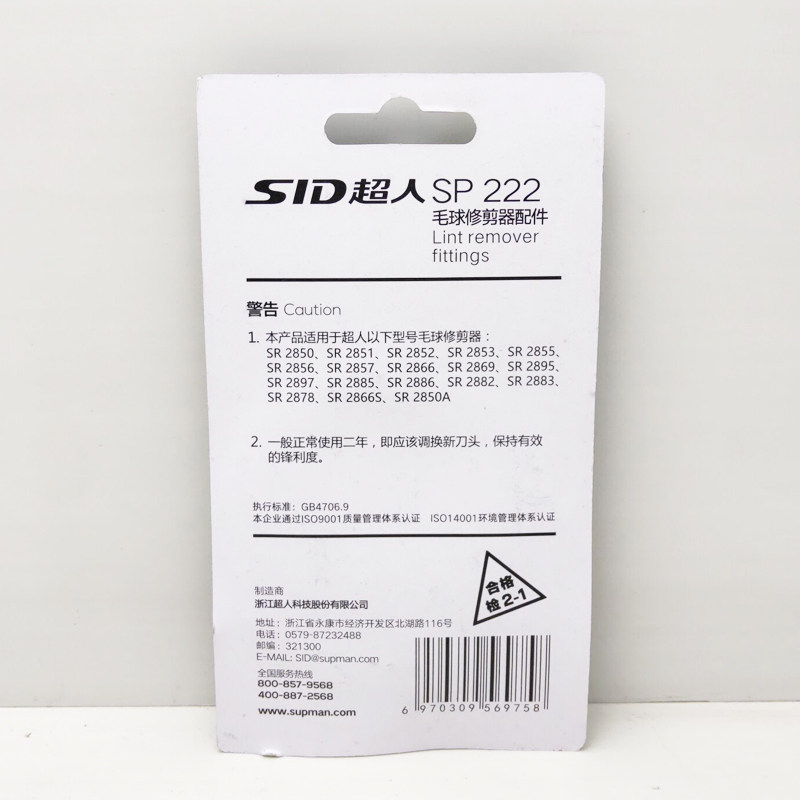 SID超人 SP 222
毛球修剪器配件
Lint remover
fittings
警告 Caution
1. 本产品适用于超人以下型号毛球修剪器：
SR 2850、SR 2851、SR 2852、SR 2853、SR 2855、
SR 2856、SR 2857、SR 2866、SR 2869、SR 2895、
SR 2897、SR 2885、SR 2886、SR 2882、SR 2883、
SR 2878、SR 2866S、SR 2850A
2. 一般正常使用二年，即应该调换新刀头，保持有效
的锋利度。
执行标准：GB4706.9
本企业通过ISO9001质量管理体系认证 ISO14001环境管理体系认证
合格
检2-1
制造商
浙江超人科技股份有限公司
地址：浙江省永康市经济开发区北湖路116号
电话：0579-87232488
邮编：321300
E-MAIL: SID@supman.com
全国服务热线
800-857-9568
400-887-2568
www.supman.com
6 970309 569758